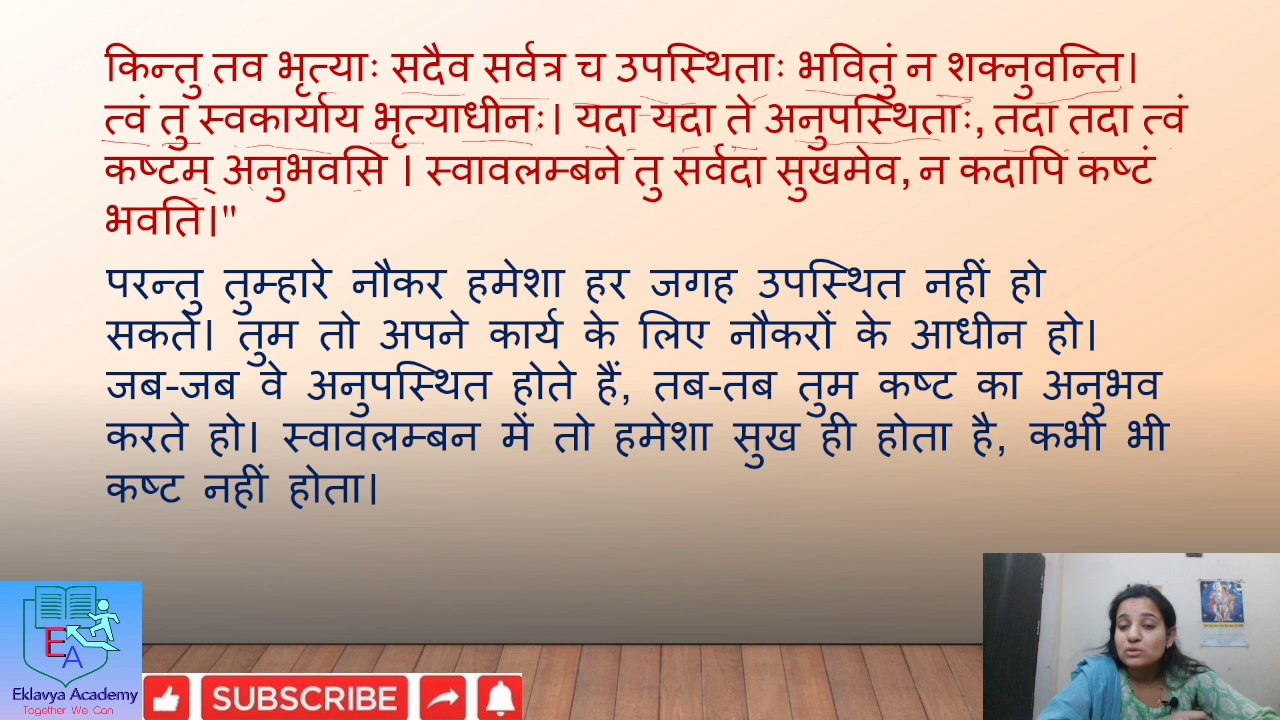 किन्तु तव भृत्याः सदैव सर्वत्र च उपस्थिताः भवितुं न शक्नुवन्ति।
त्वं तु स्वकार्याय भृत्याधीनः। यदा यदा ते अनुपस्थिताः, तदा तदा त्वं
कष्टम् अनुभवसि । स्वावलम्बने तु सर्वदा सुखमेव, न कदापि कष्टं
भवति।"
परन्तु तुम्हारे नौकर हमेशा हर जगह उपस्थित नहीं हो
सकते। तुम तो अपने कार्य के लिए नौकरों के आधीन हो।
जब-जब वे अनुपस्थित होते हैं, तब-तब तुम कष्ट का अनुभव
करते हो। स्वावलम्बन में तो हमेशा सुख ही होता है, कभी भी
कष्ट नहीं होता।
EA
Eklavya Academy
Together We Can
SUBSCRIBE